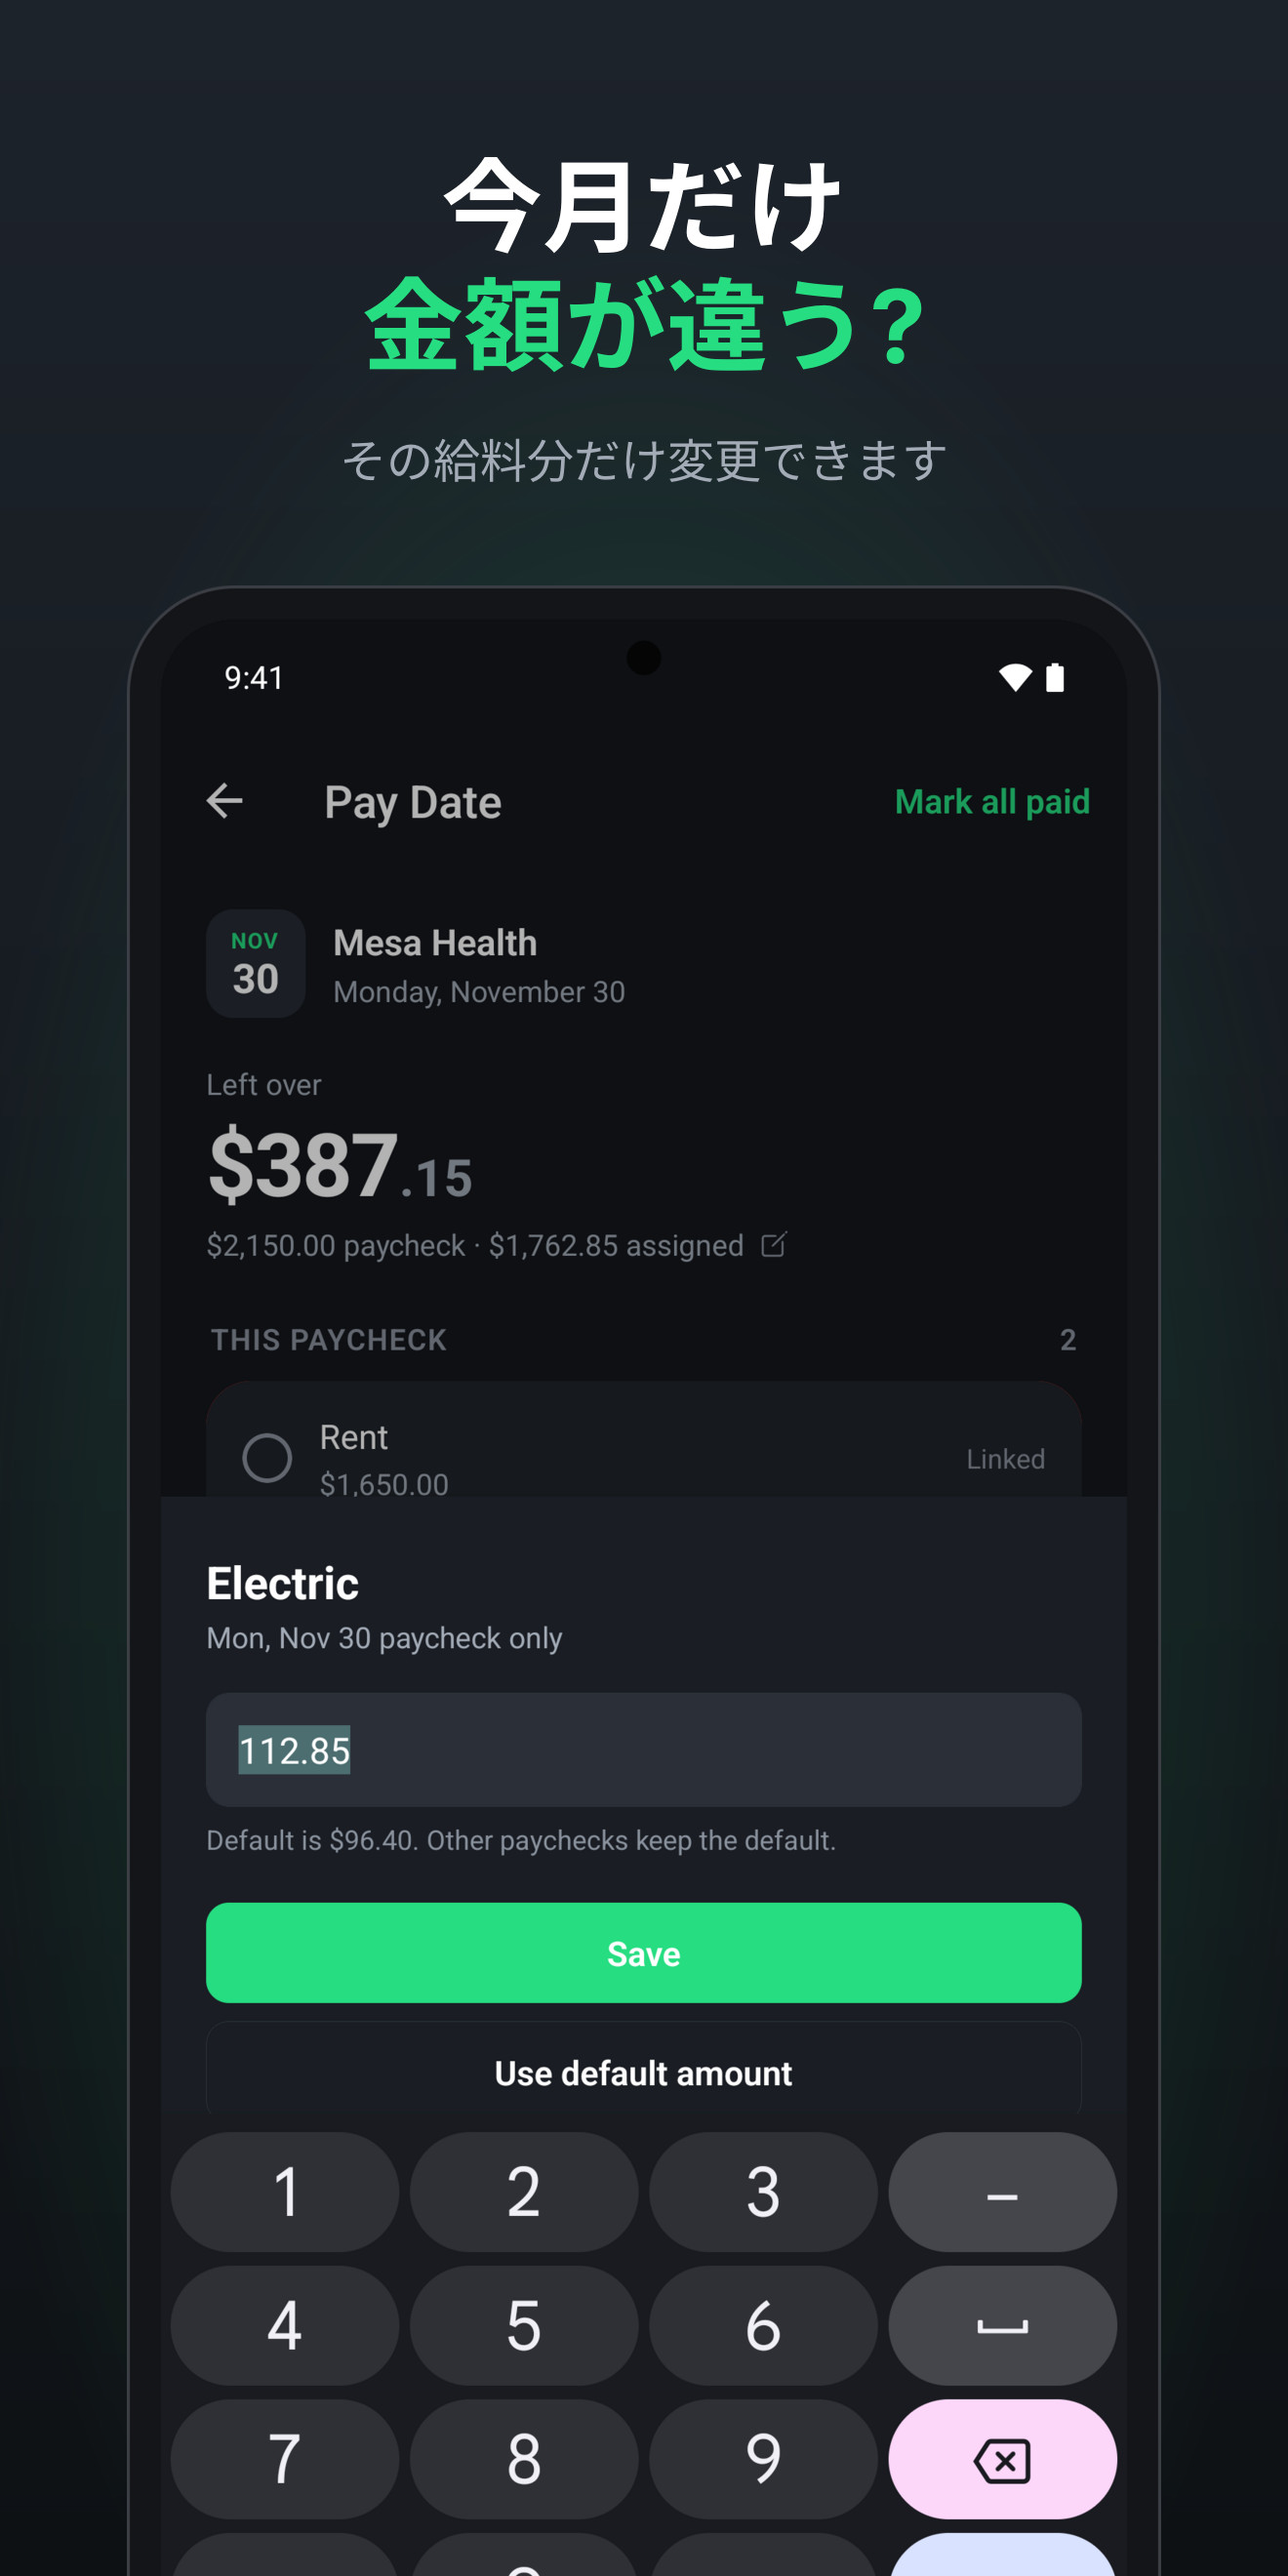 今月だけ
金額が違う?
その給料分だけ変更できます
9:41
Pay Date
Mark all paid
NOV
30
Mesa Health
Monday, November 30
Left over
$387.15
$2,150.00 paycheck · $1,762.85 assigned
THIS PAYCHECK
2
Rent
Linked
$1,650.00
Electric
Mon, Nov 30 paycheck only
112.85
Default is $96.40. Other paychecks keep the default.
Save
Use default amount
1 2 3 –
4 5 6
7 8 9